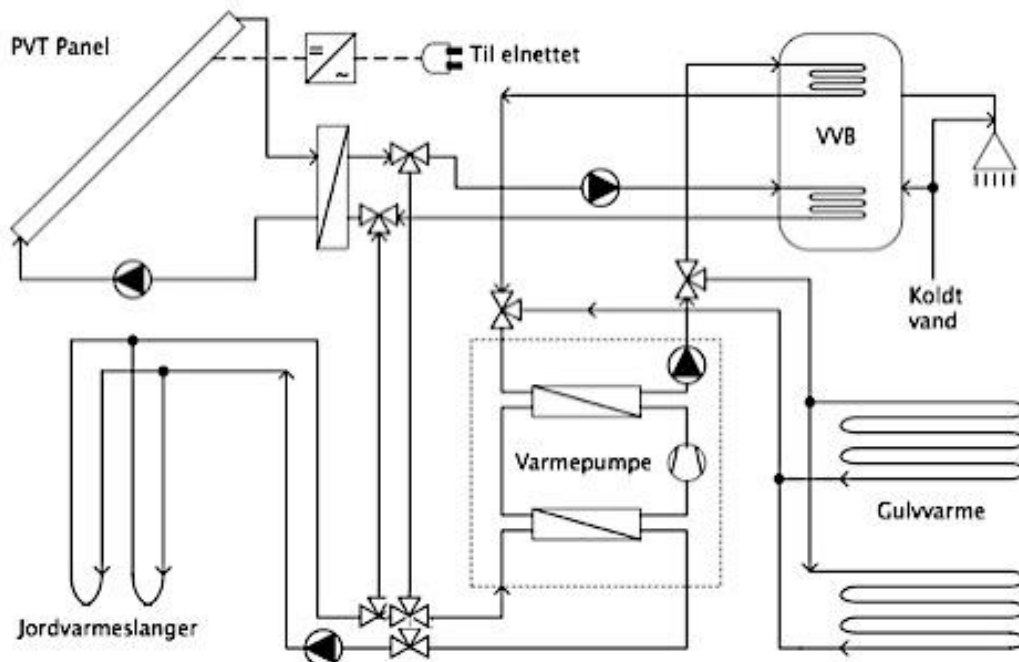 PVT Panel
Til elnettet
VVB
Koldt
vand
Varmepumpe
Gulvvarme
Jordvarmeslanger